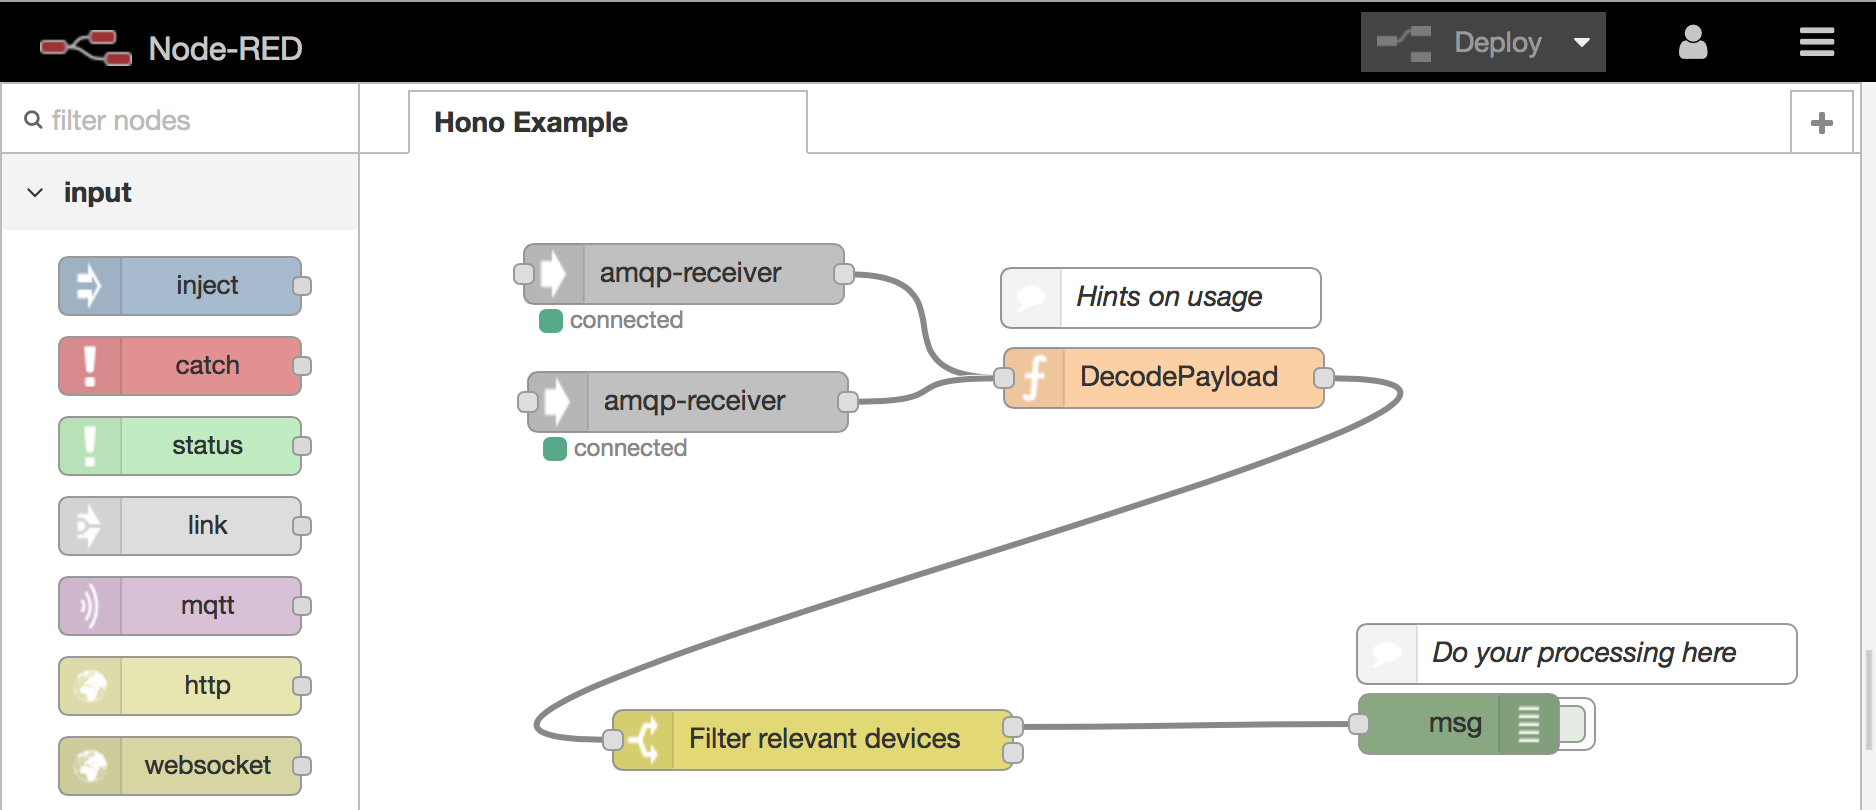 Node-RED
Deploy
filter nodes
Hono Example
input
inject
catch
status
link
mqtt
http
websocket
amqp-receiver
connected
amqp-receiver
connected
Hints on usage
DecodePayload
Filter relevant devices
Do your processing here
msg